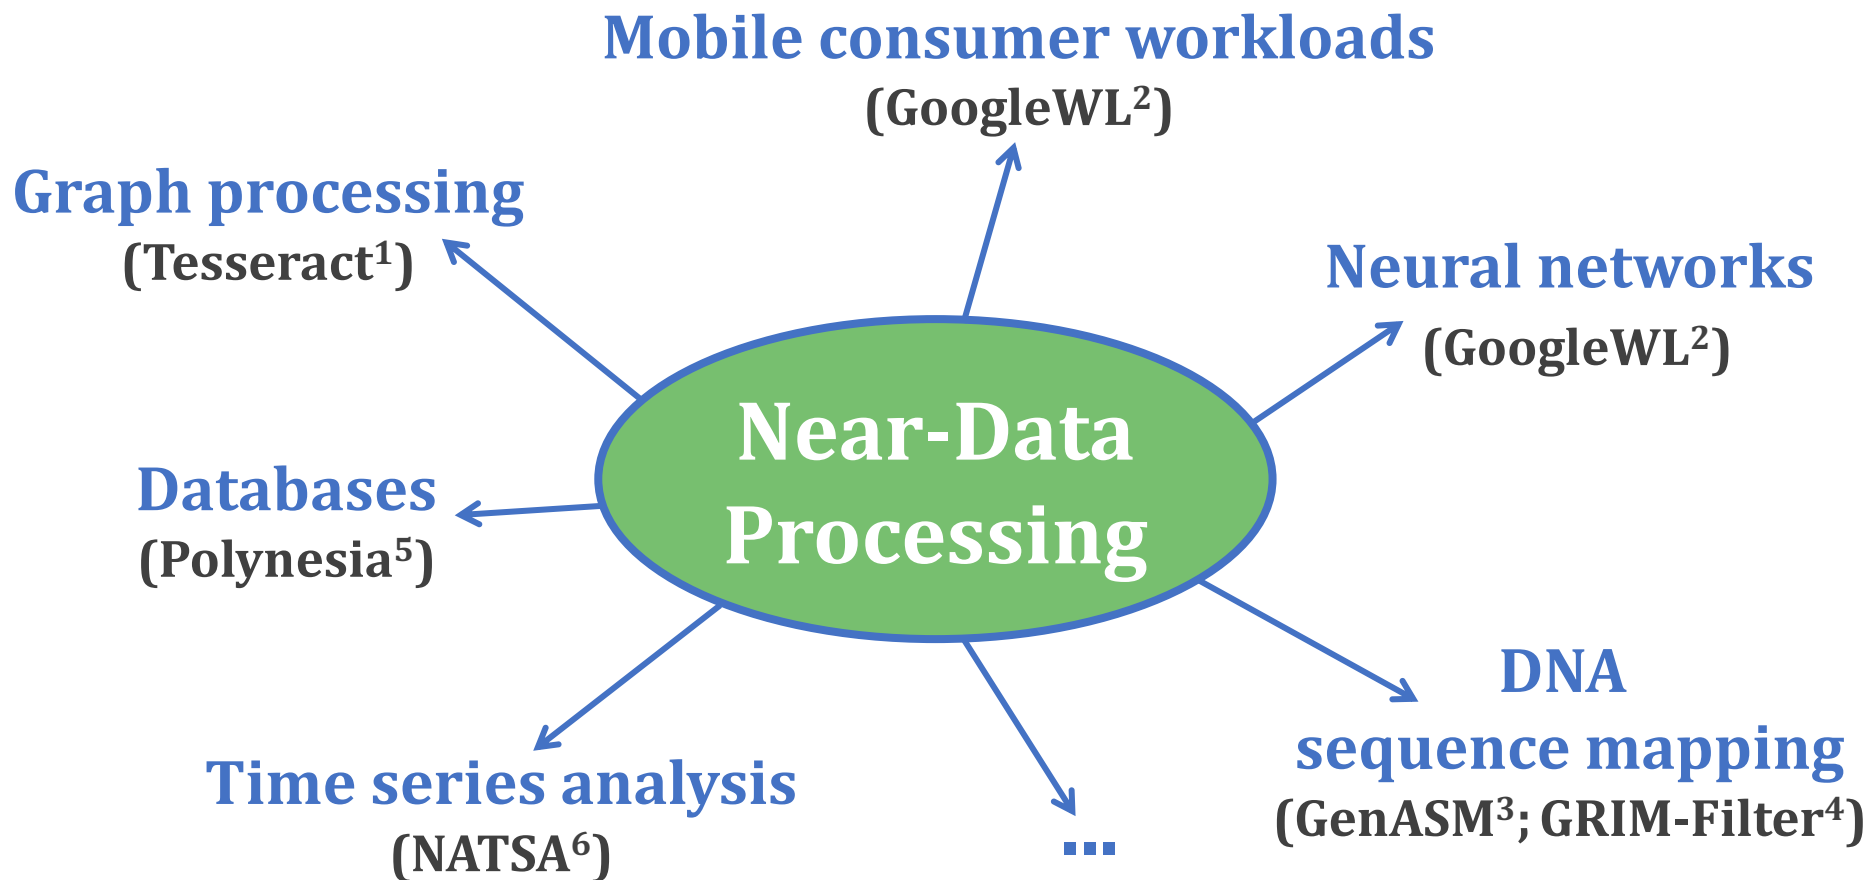 Mobile consumer workloads
(GoogleWL²)
Graph processing
(Tesseract¹)
Neural networks
(GoogleWL²)
Near-Data
Processing
Databases
(Polynesia⁵)
DNA
sequence mapping
(GenASM³; GRIM-Filter⁴)
Time series analysis
(NATSA⁶)
...